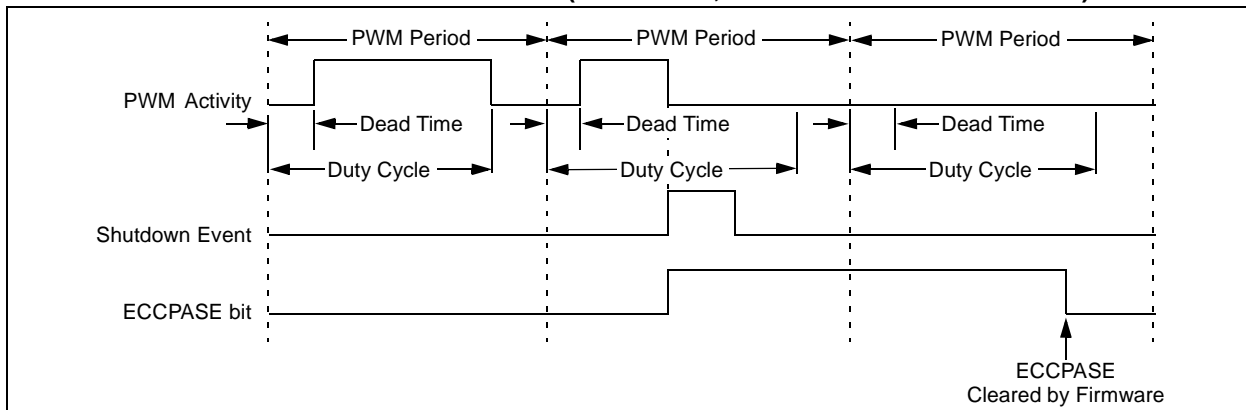 PWM Period PWM Period PWM Period
PWM Activity
Dead Time Dead Time Dead Time
Duty Cycle Duty Cycle Duty Cycle
Shutdown Event
ECCPASE bit
ECCPASE
Cleared by Firmware